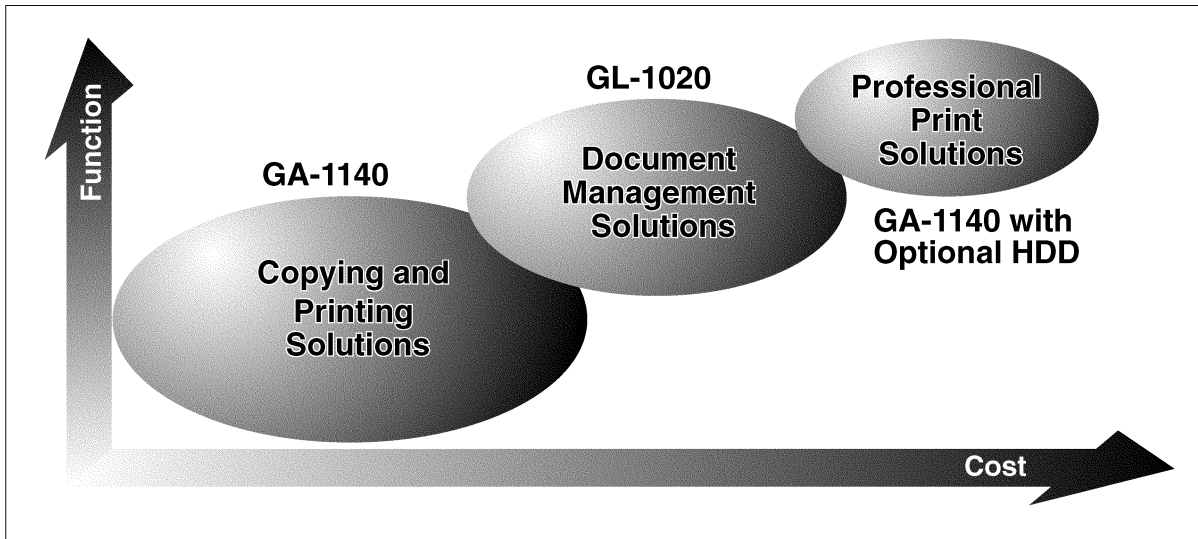 Function
GA-1140
Copying and
Printing
Solutions
GL-1020
Document
Management
Solutions
Professional
Print
Solutions
GA-1140 with
Optional HDD
Cost